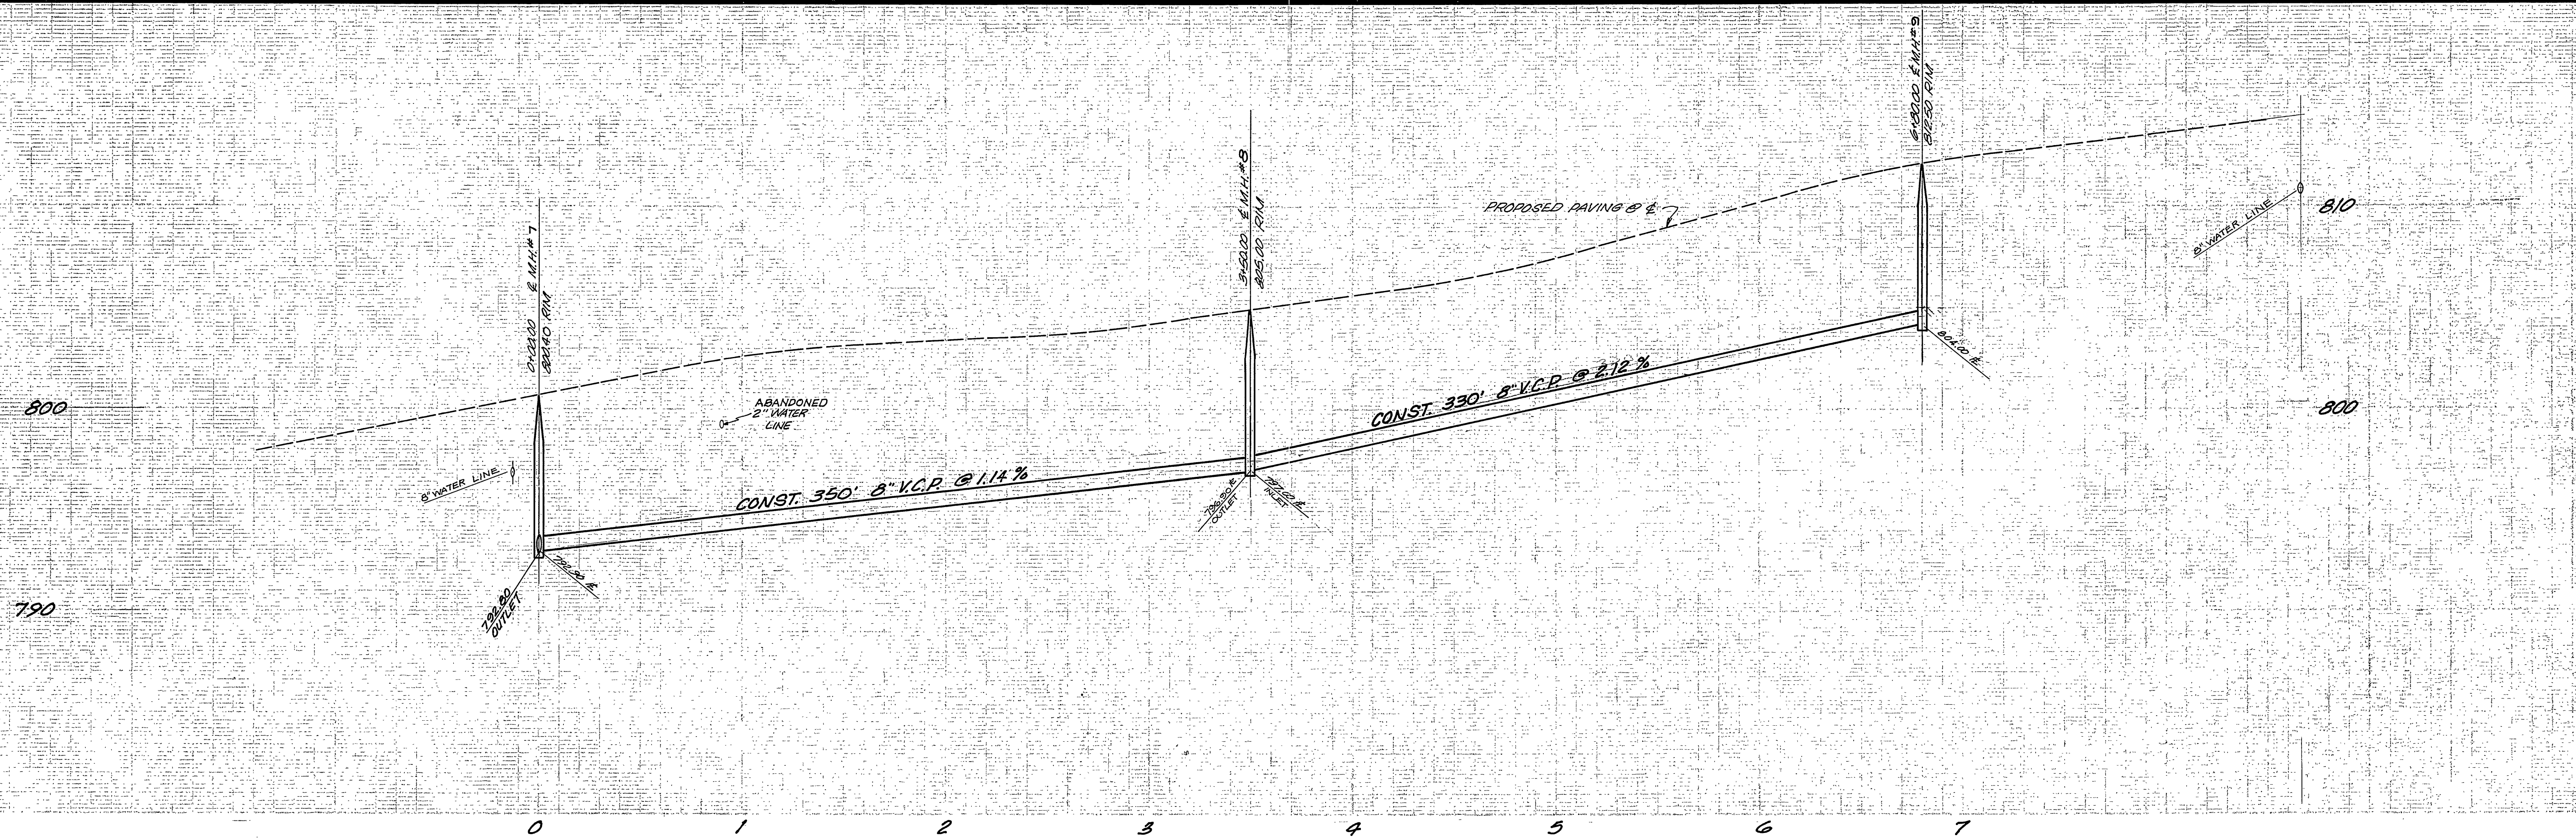 6+80.00 ℄ M.H.#9
812.50 RIM.
3+50.00 ℄ M.H.#8
805.00 RIM.
0+00.00 ℄ M.H.#7
800.40 RIM.
PROPOSED PAVING @ ℄
8" WATER LINE
810
800
800
ABANDONED
2" WATER
LINE
8" WATER LINE
CONST. 350' 8" V.C.P. @ 1.14 %
CONST. 330' 8" V.C.P. @ 2.12 %
804.00 ℄
796.90 ℄
OUTLET
797.00 ℄
INLET
792.90 ℄
792.80
OUTLET
790
0 1 2 3 4 5 6 7